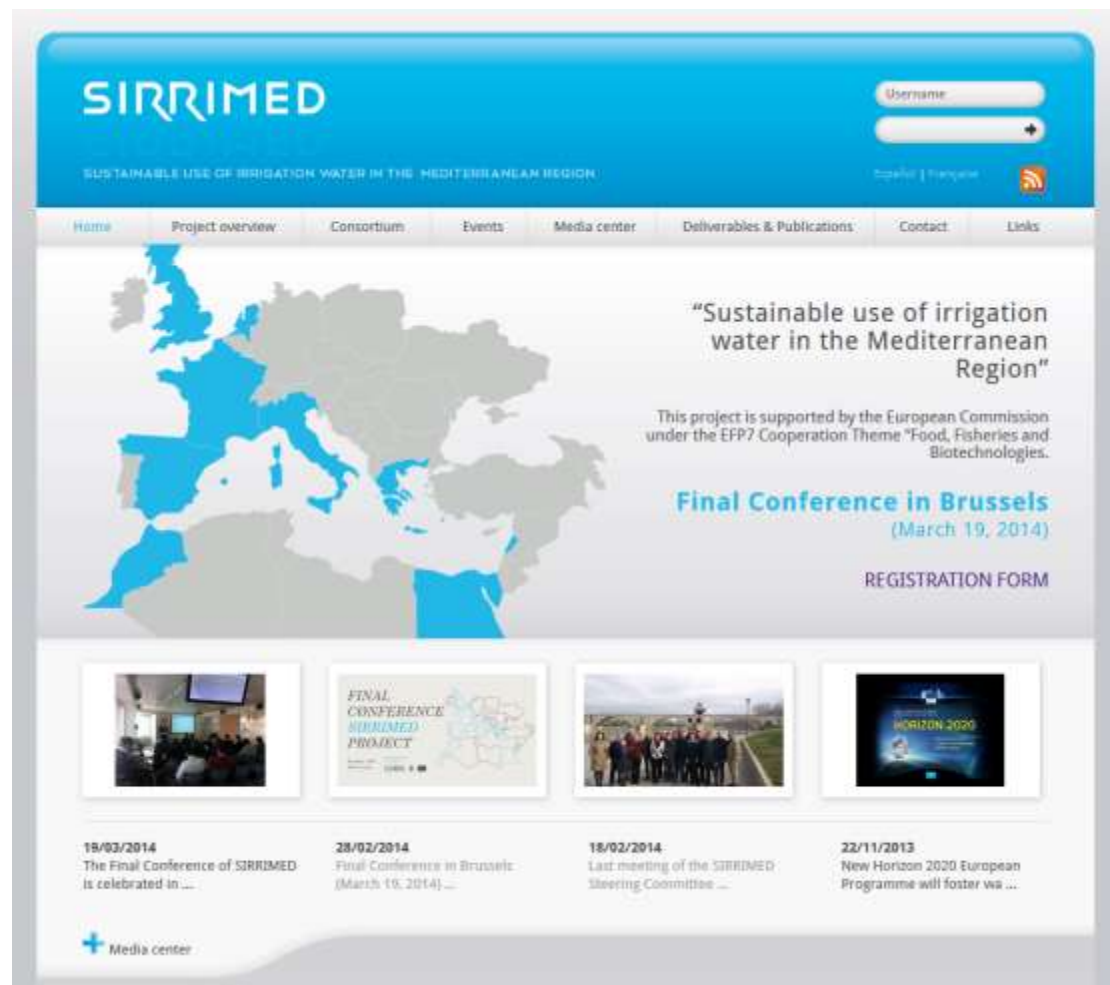 SIRRIMED
Username
SUSTAINABLE USE OF IRRIGATION WATER IN THE MEDITERRANEAN REGION
Español | Française
Home Project overview Consortium Events Media center Deliverables & Publications Contact Links
“Sustainable use of irrigation
water in the Mediterranean
Region”
This project is supported by the European Commission
under the EFP7 Cooperation Theme "Food, Fisheries and
Biotechnologies.
Final Conference in Brussels
(March 19, 2014)
REGISTRATION FORM
FINAL
CONFERENCE
SIRRIMED
PROJECT
HORIZON 2020
19/03/2014
The Final Conference of SIRRIMED
is celebrated in ...
28/02/2014
Final Conference in Brussels
(March 19, 2014) ...
18/02/2014
Last meeting of the SIRRIMED
Steering Committee ...
22/11/2013
New Horizon 2020 European
Programme will foster wa ...
Media center